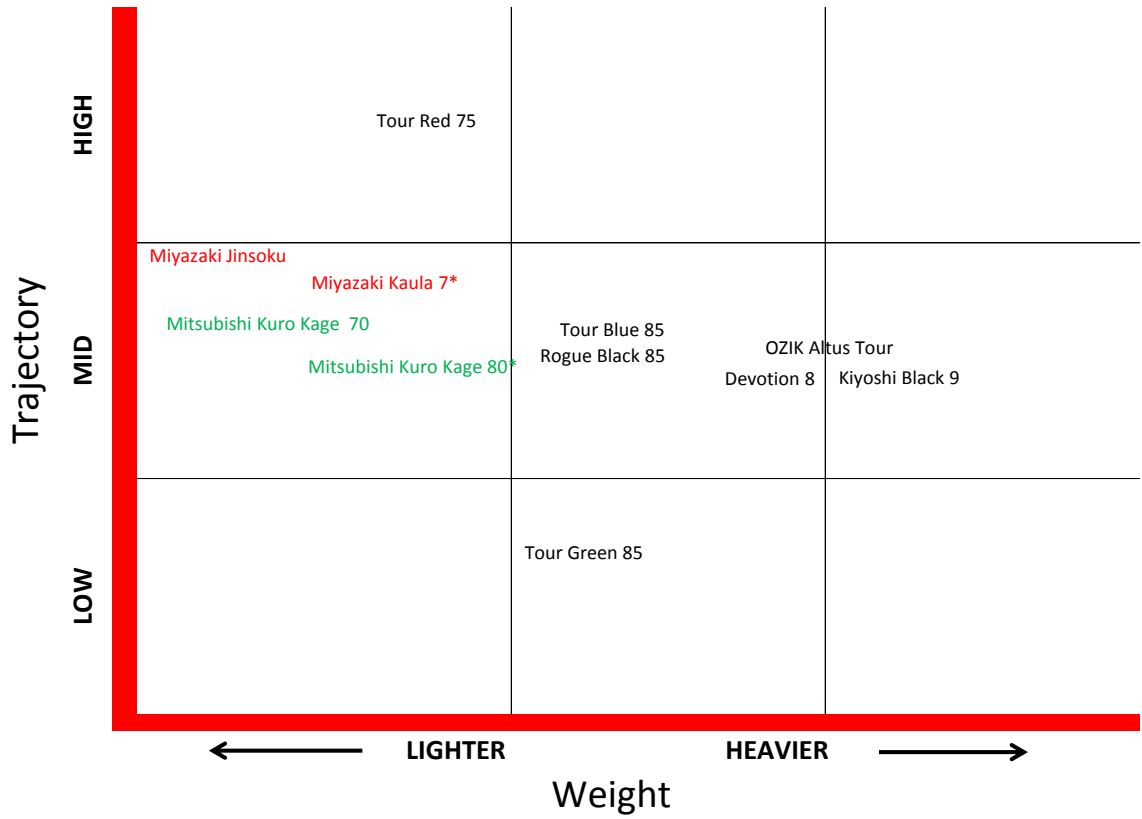 HIGH
Tour Red 75
Miyazaki Jinsoku
Miyazaki Kaula 7*
Mitsubishi Kuro Kage  70
Mitsubishi Kuro Kage 80*
Tour Blue 85
Rogue Black 85
OZIK Altus Tour
Devotion 8
Kiyoshi Black 9
Trajectory
MID
Tour Green 85
LOW
LIGHTER
HEAVIER
Weight